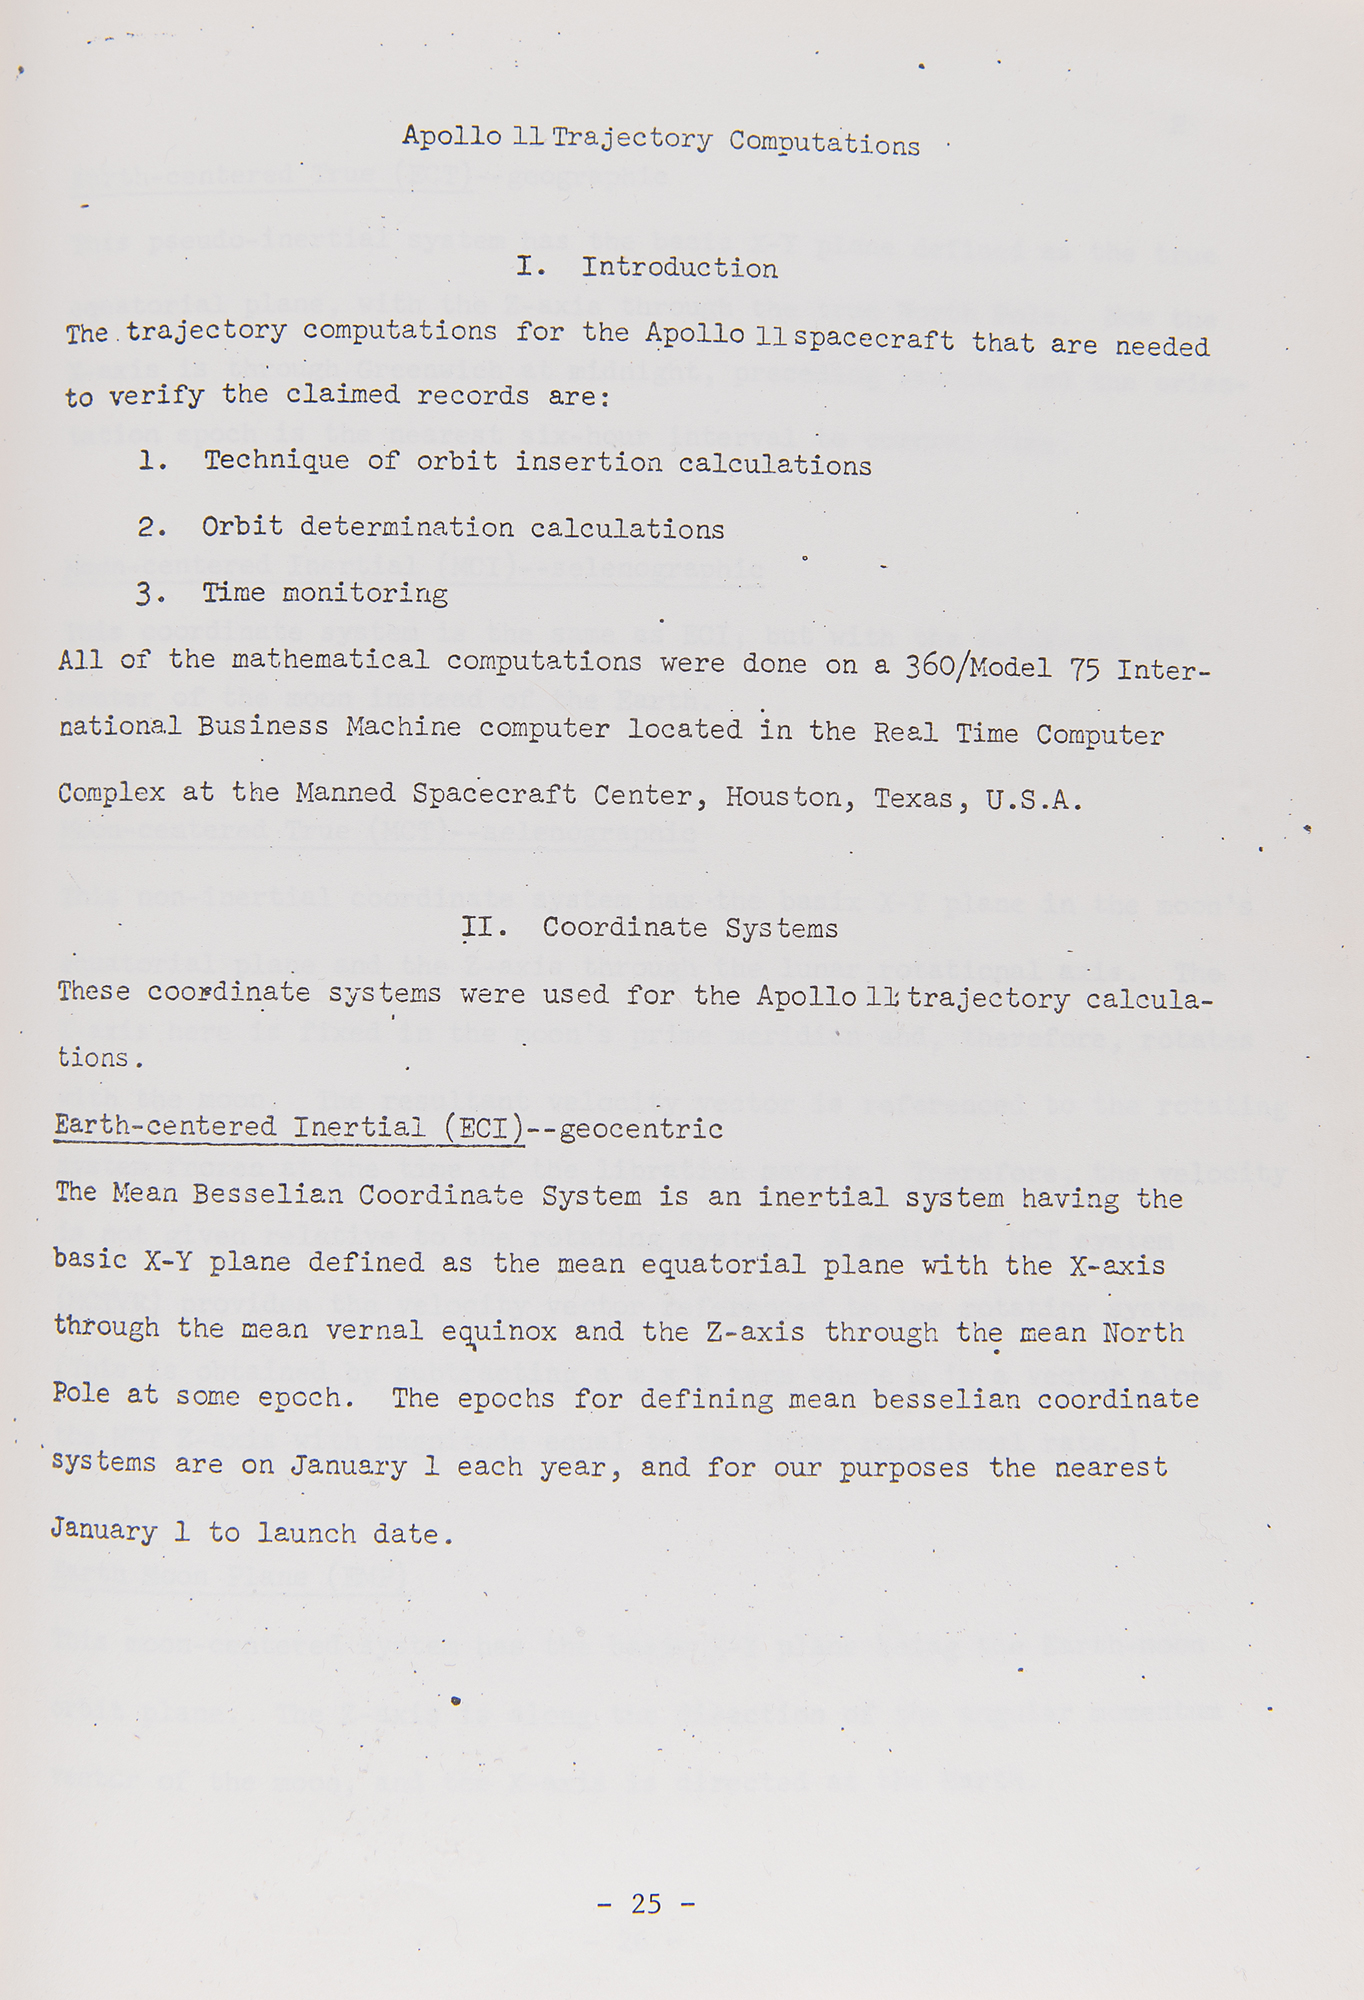 Apollo 11 Trajectory Computations
I. Introduction
The trajectory computations for the Apollo 11 spacecraft that are needed
to verify the claimed records are:
1. Technique of orbit insertion calculations
2. Orbit determination calculations
3. Time monitoring
All of the mathematical computations were done on a 360/Model 75 Inter-
national Business Machine computer located in the Real Time Computer
Complex at the Manned Spacecraft Center, Houston, Texas, U.S.A.
II. Coordinate Systems
These coordinate systems were used for the Apollo 11 trajectory calcula-
tions.
Earth-centered Inertial (ECI)--geocentric
The Mean Besselian Coordinate System is an inertial system having the
basic X-Y plane defined as the mean equatorial plane with the X-axis
through the mean vernal equinox and the Z-axis through the mean North
Pole at some epoch. The epochs for defining mean besselian coordinate
systems are on January 1 each year, and for our purposes the nearest
January 1 to launch date.
- 25 -